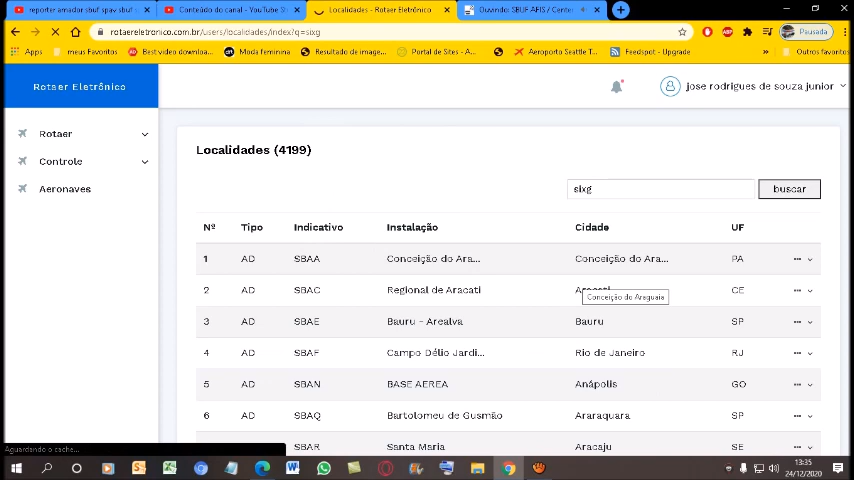 reporter amador sbuf spav sbuf s
Conteúdo do canal - YouTube St
Localidades - Rotaer Eletrônico
Ouvindo: SBUF AFIS / Center
rotaereletronico.com.br/users/localidades/index?q=sixg
Pausada
Apps
meus Favoritos
Best video downloa...
Moda feminina
Resultado de image...
Portal de Sites - A...
Aeroporto Seattle T...
Feedspot - Upgrade
»
Outros favoritos
Rotaer Eletrônico
jose rodrigues de souza junior
Rotaer
Controle
Aeronaves
Localidades (4199)
sixg
buscar
Nº Tipo Indicativo Instalação Cidade UF
1 AD SBAA Conceição do Ara... Conceição do Ara... PA
2 AD SBAC Regional de Aracati Aracati CE
Conceição do Araguaia
3 AD SBAE Bauru - Arealva Bauru SP
4 AD SBAF Campo Délio Jardi... Rio de Janeiro RJ
5 AD SBAN BASE AEREA Anápolis GO
6 AD SBAQ Bartolomeu de Gusmão Araraquara SP
SBAR Santa Maria Aracaju SE
Aguardando o cache...
13:35
24/12/2020